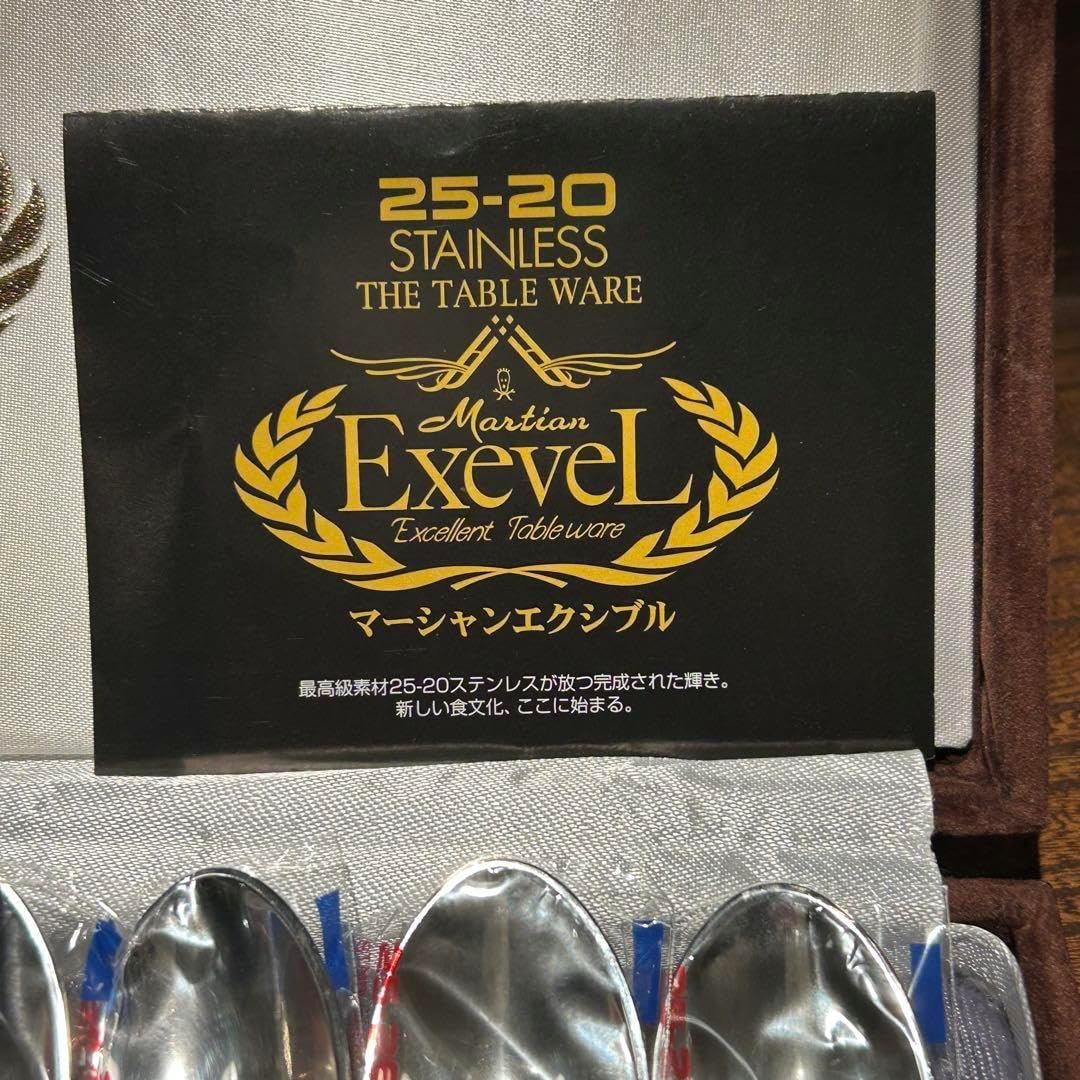 25-20
STAINLESS
THE TABLE WARE
Martian
ExeveL
Excellent Tableware
マーシャンエクシブル
最高級素材25-20ステンレスが放つ完成された輝き。
新しい食文化、ここに始まる。